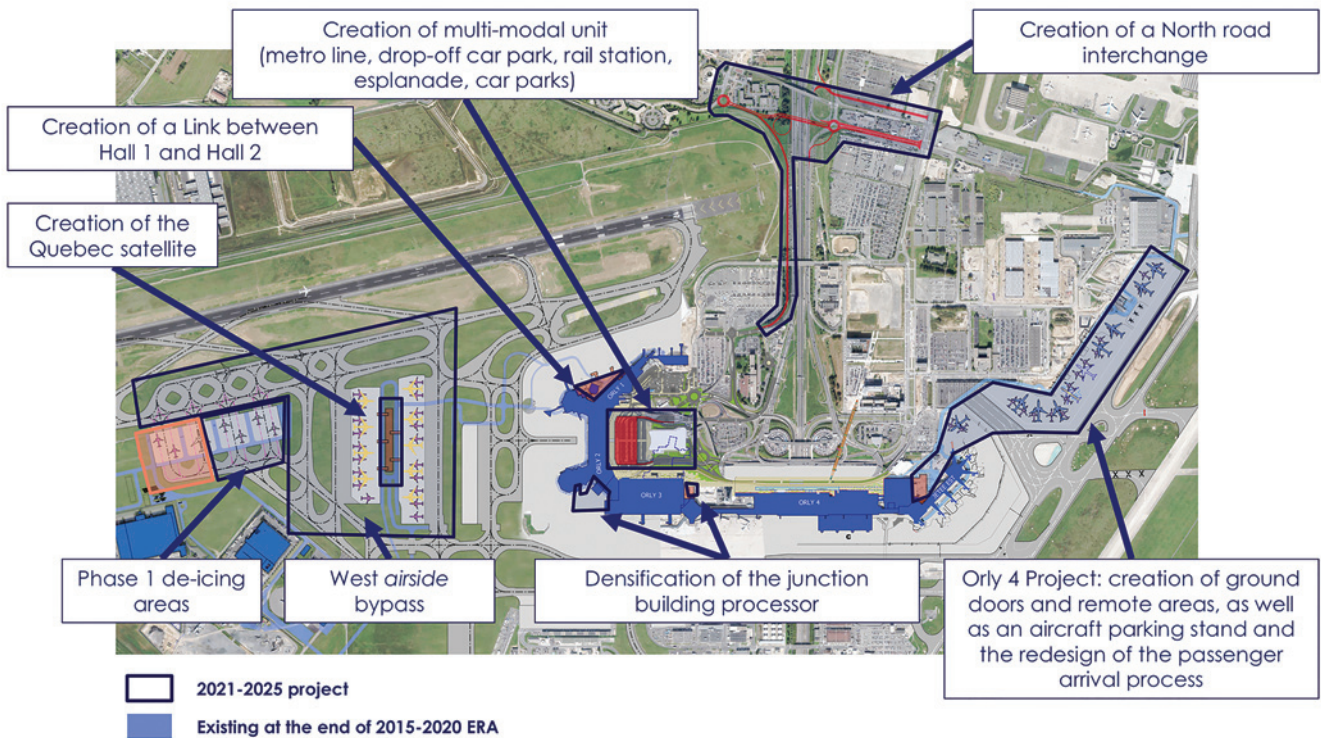 Creation of multi-modal unit
(metro line, drop-off car park, rail station,
esplanade, car parks)
Creation of a North road
interchange
Creation of a Link between
Hall 1 and Hall 2
Creation of the
Quebec satellite
ORLY 1
ORLY 2
ORLY 3
ORLY 4
Phase 1 de-icing
areas
West airside
bypass
Densification of the junction
building processor
Orly 4 Project: creation of ground
doors and remote areas, as well
as an aircraft parking stand and
the redesign of the passenger
arrival process
2021-2025 project
Existing at the end of 2015-2020 ERA